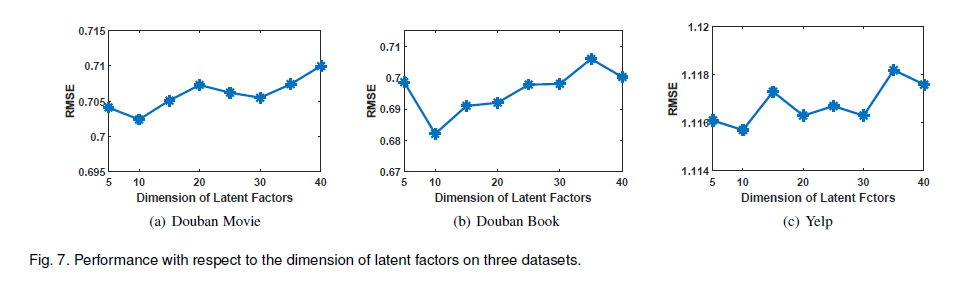 0.715
0.71
0.705
0.7
0.695
RMSE
5 10 20 30 40
Dimension of Latent Factors
(a) Douban Movie
0.71
0.7
0.69
0.68
0.67
RMSE
5 10 20 30 40
Dimension of Latent Factors
(b) Douban Book
1.12
1.118
1.116
1.114
RMSE
5 10 20 30 40
Dimension of Latent Fctors
(c) Yelp
Fig. 7. Performance with respect to the dimension of latent factors on three datasets.